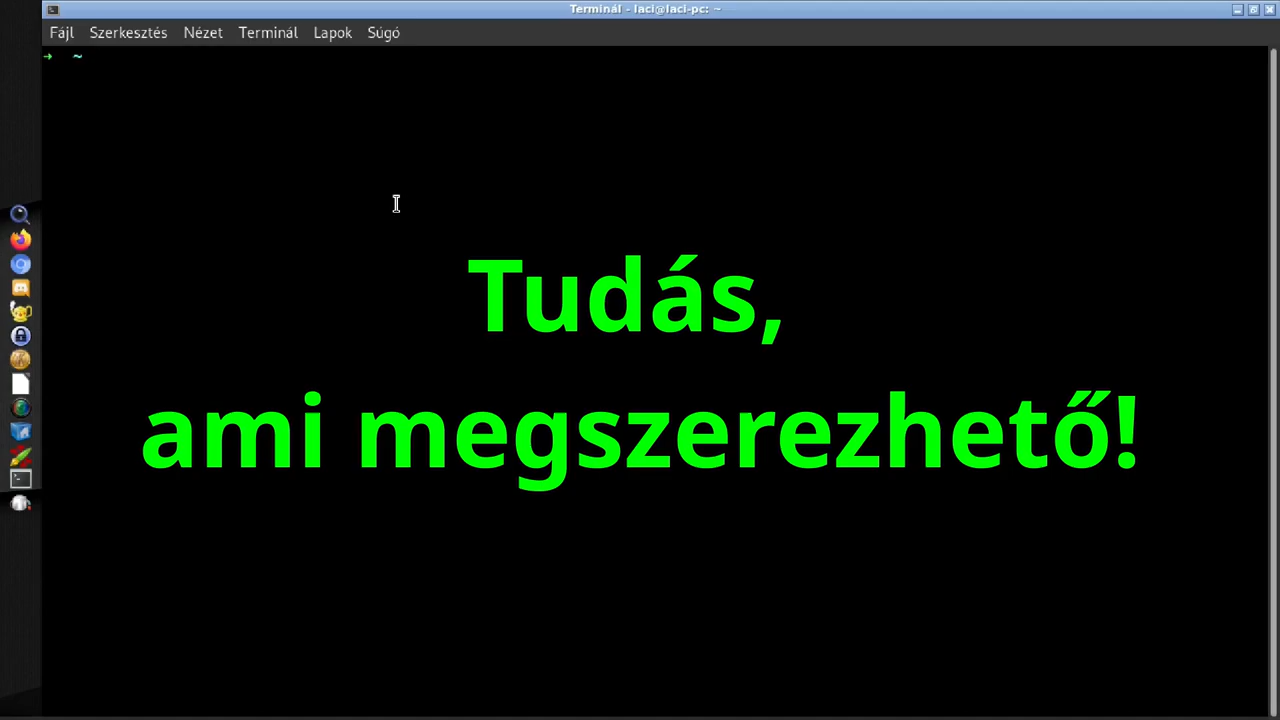 Terminál - laci@laci-pc: ~
Fájl Szerkesztés Nézet Terminál Lapok Súgó
➜ ~
Tudás,
ami megszerezhető!